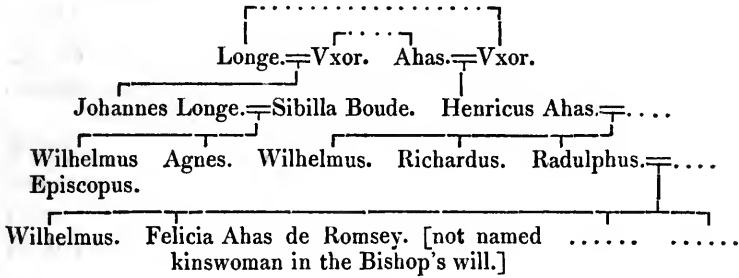 Longe.=Vxor. Ahas.=Vxor.
Johannes Longe.=Sibilla Boude. Henricus Ahas.=....
Wilhelmus Agnes. Wilhelmus. Richardus. Radulphus.=....
Episcopus.
Wilhelmus. Felicia Ahas de Romsey. [not named ...... ......
kinswoman in the Bishop's will.]